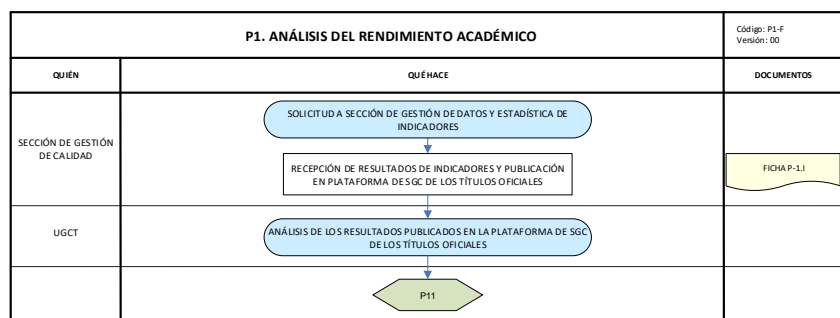 P1. ANÁLISIS DEL RENDIMIENTO ACADÉMICO
Código: P1-F
Versión: 00
QUIÉN
QUÉ HACE
DOCUMENTOS
SECCIÓN DE GESTIÓN
DE CALIDAD
SOLICITUD A SECCIÓN DE GESTIÓN DE DATOS Y ESTADÍSTICA DE
INDICADORES
RECEPCIÓN DE RESULTADOS DE INDICADORES Y PUBLICACIÓN
EN PLATAFORMA DE SGC DE LOS TÍTULOS OFICIALES
FICHA P-1.I
UGCT
ANÁLISIS DE LOS RESULTADOS PUBLICADOS EN LA PLATAFORMA DE SGC
DE LOS TÍTULOS OFICIALES
P11